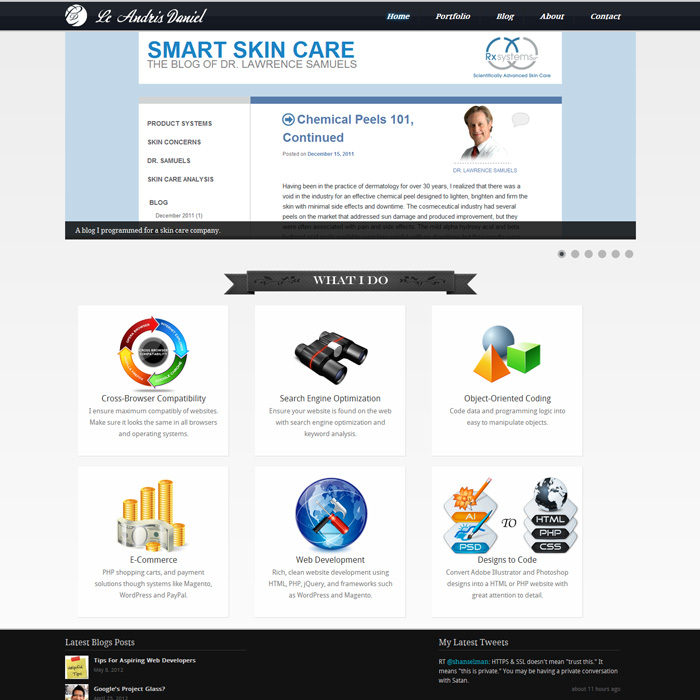 Le Andris Daniel
Home Portfolio Blog About Contact
SMART SKIN CARE
THE BLOG OF DR. LAWRENCE SAMUELS
Rx systems
Scientifically Advanced Skin Care
PRODUCT SYSTEMS
SKIN CONCERNS
DR. SAMUELS
SKIN CARE ANALYSIS
BLOG
December 2011 (1)
Chemical Peels 101,
Continued
Posted on December 15, 2011
DR. LAWRENCE SAMUELS
Having been in the practice of dermatology for over 30 years, I realized that there was a
void in the industry for an effective chemical peel designed to lighten, brighten and firm the
skin with minimal side effects and downtime. The cosmeceutical industry had several
peels on the market that addressed sun damage and produced improvement, but they
were often associated with pain and side effects. The mild alpha hydroxy acid and beta
A blog I programmed for a skin care company.
WHAT I DO
CROSS BROWSER
COMPATIBILITY
Cross-Browser Compatibility
I ensure maximum compatibly of websites.
Make sure it looks the same in all browsers
and operating systems.
Search Engine Optimization
Ensure your website is found on the web
with search engine optimization and
keyword analysis.
Object-Oriented Coding
Code data and programming logic into
easy to manipulate objects.
E-Commerce
PHP shopping carts, and payment
solutions though systems like Magento,
WordPress and PayPal.
Web Development
Rich, clean website development using
HTML, PHP, jQuery, and frameworks such
as WordPress and Magento.
AI
PSD
TO
HTML
PHP
CSS
Designs to Code
Convert Adobe Illustrator and Photoshop
designs into a HTML or PHP website with
great attention to detail.
Latest Blogs Posts
Helpful
Tips
Tips For Aspiring Web Developers
May 8, 2012
Google's Project Glass?
April 25, 2012
My Latest Tweets
RT @shanselman: HTTPS & SSL doesn't mean "trust this." It
means "this is private." You may be having a private conversation
with Satan.
about 11 hours ago